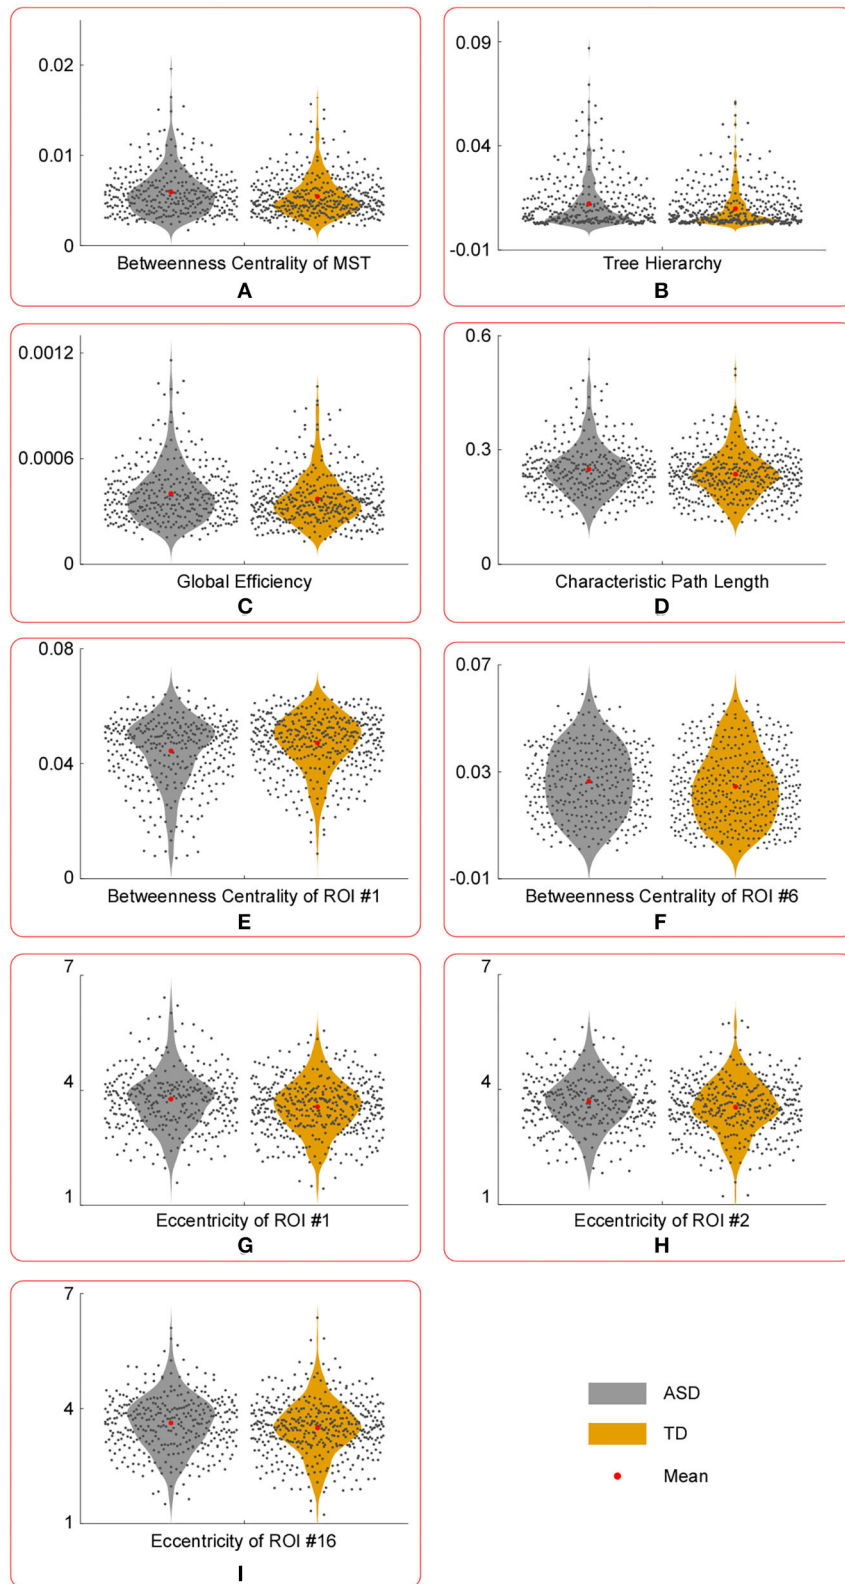 0.02
0.01
0
Betweenness Centrality of MST
A
0.09
0.04
-0.01
Tree Hierarchy
B
0.0012
0.0006
0
Global Efficiency
C
0.6
0.3
0
Characteristic Path Length
D
0.08
0.04
0
Betweenness Centrality of ROI #1
E
0.07
0.03
-0.01
Betweenness Centrality of ROI #6
F
7
4
1
Eccentricity of ROI #1
G
7
4
1
Eccentricity of ROI #2
H
7
4
1
Eccentricity of ROI #16
I
ASD
TD
Mean